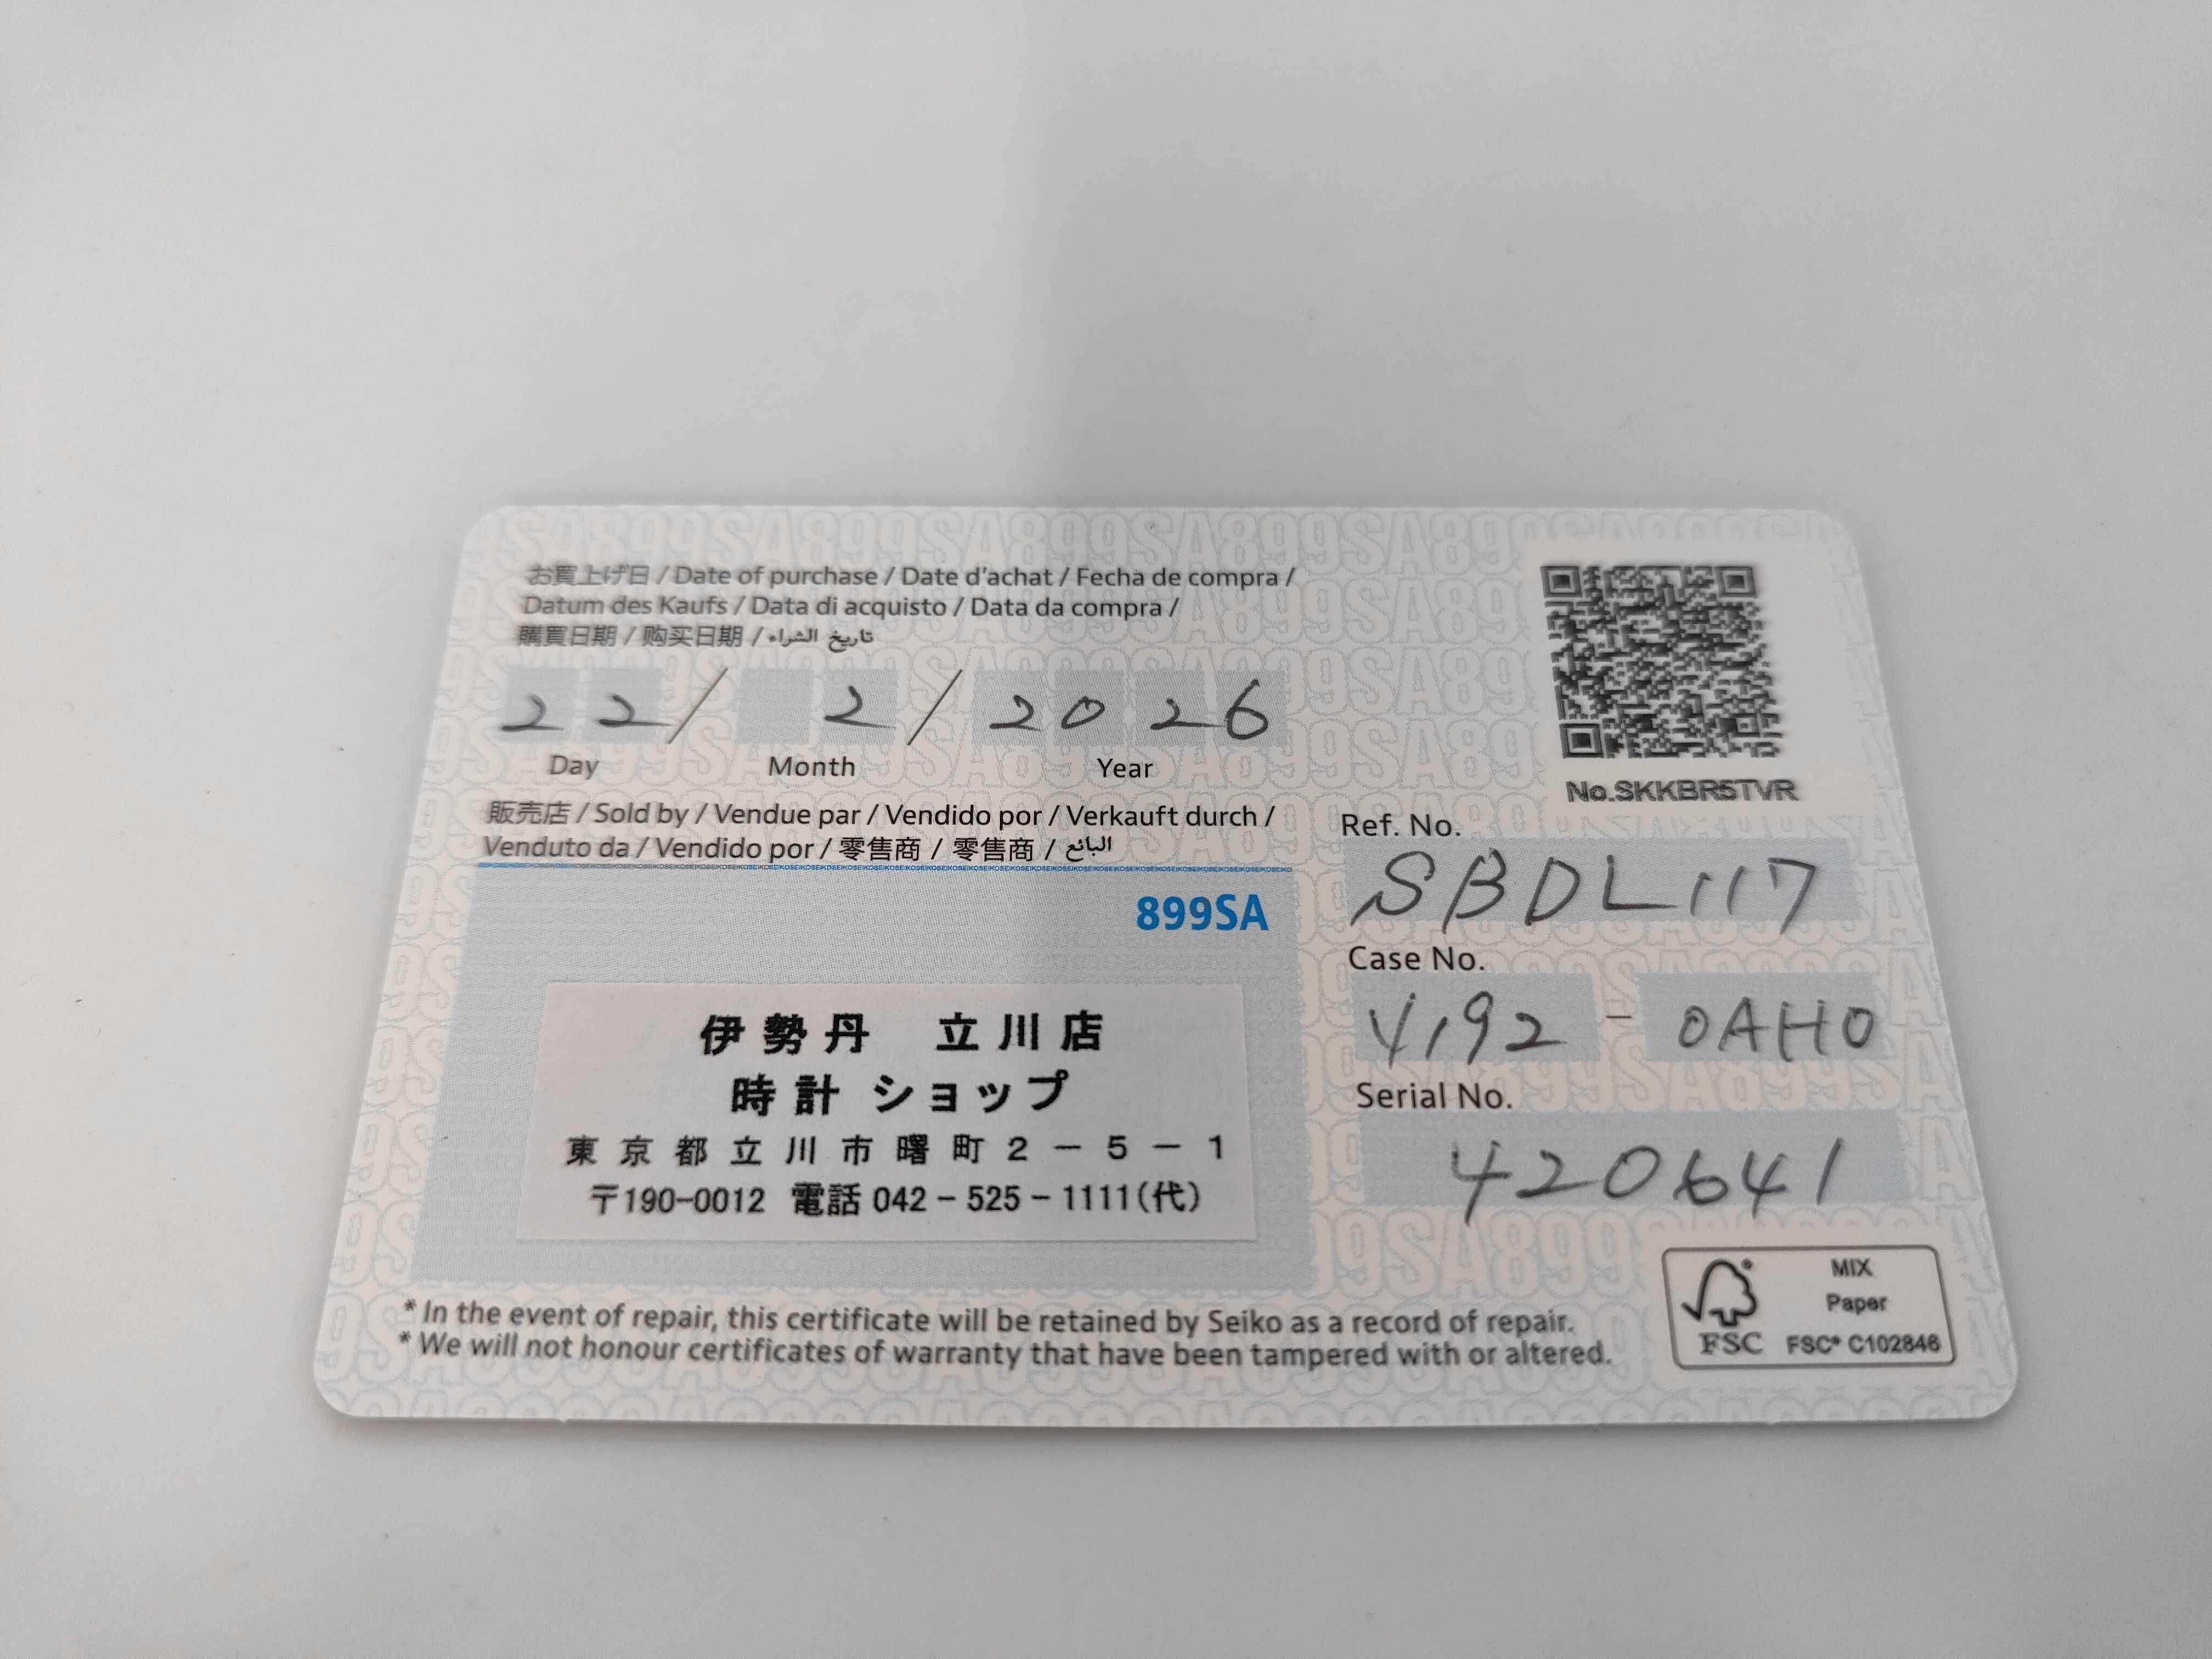 お買上げ日 / Date of purchase / Date d'achat / Fecha de compra /
Datum des Kaufs / Data di acquisto / Data da compra /
購買日期 / 购买日期 / تاريخ الشراء
22 / 2 / 2026
Day Month Year
No.SKKBR5TVR
販売店 / Sold by / Vendue par / Vendido por / Verkauft durch /
Venduto da / Vendido por / 零售商 / 零售商 / البائع
899SA
伊勢丹 立川店
時計ショップ
東京都立川市曙町2-5-1
〒190-0012 電話 042-525-1111(代)
Ref. No.
SBDL117
Case No.
V192 - 0AH0
Serial No.
420641
* In the event of repair, this certificate will be retained by Seiko as a record of repair.
* We will not honour certificates of warranty that have been tampered with or altered.
FSC
MIX
Paper
FSC® C102846